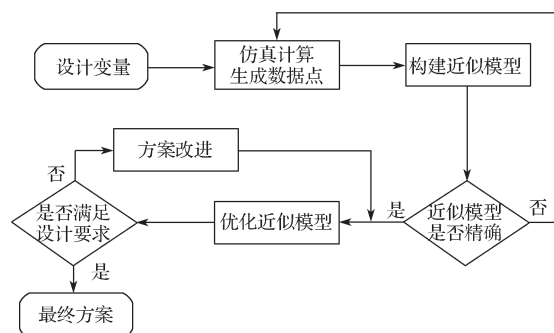 设计变量
仿真计算
生成数据点
构建近似模型
方案改进
否
是否满足
设计要求
优化近似模型
是
近似模型
是否精确
否
是
最终方案